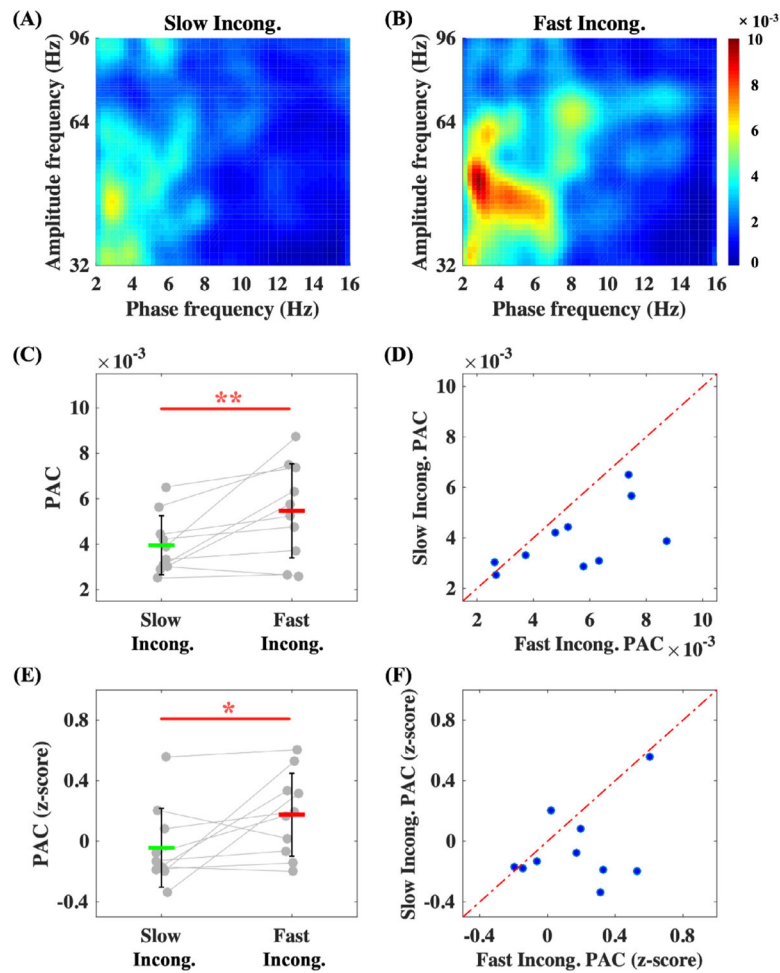 (A) Slow Incong.
(B) Fast Incong.
× 10⁻³
96
64
32
Amplitude frequency (Hz)
2 4 6 8 10 12 14 16
Phase frequency (Hz)
96
64
32
Amplitude frequency (Hz)
2 4 6 8 10 12 14 16
Phase frequency (Hz)
10
8
6
4
2
0
(C)
× 10⁻³
**
10
8
6
4
2
PAC
Slow Incong.
Fast Incong.
(D)
× 10⁻³
10
8
6
4
2
Slow Incong. PAC
2 4 6 8 10
Fast Incong. PAC × 10⁻³
(E)
*
0.8
0.4
0
-0.4
PAC (z-score)
Slow Incong.
Fast Incong.
(F)
0.8
0.4
0
-0.4
Slow Incong. PAC (z-score)
-0.4 0 0.4 0.8
Fast Incong. PAC (z-score)